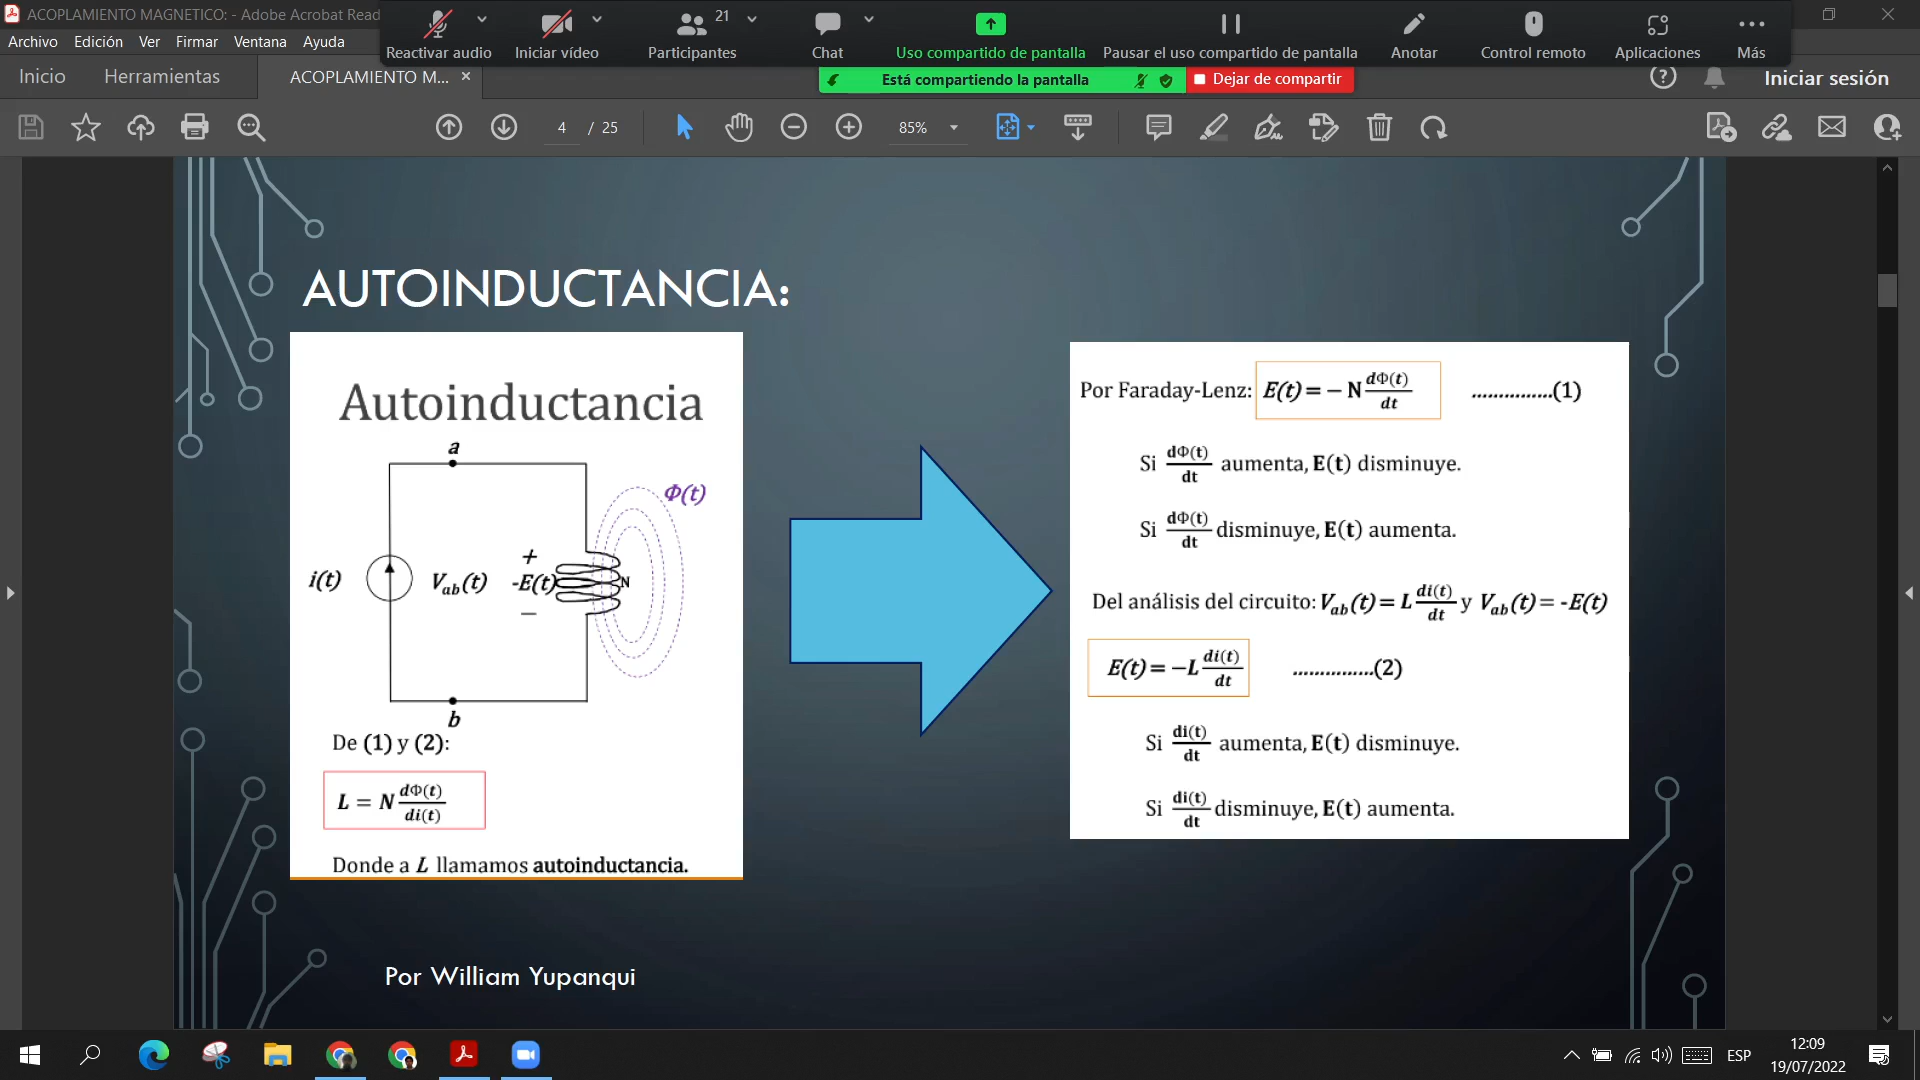 ACOPLAMIENTO MAGNETICO: - Adobe Acrobat Read
Archivo Edición Ver Firmar Ventana Ayuda
Reactivar audio Iniciar vídeo Participantes 21 Chat Uso compartido de pantalla Pausar el uso compartido de pantalla Anotar Control remoto Aplicaciones Más
Está compartiendo la pantalla Dejar de compartir
Inicio Herramientas ACOPLAMIENTO M... × Iniciar sesión
4 / 25 85%
AUTOINDUCTANCIA:
Autoinductancia
a
Φ(t)
i(t) V_ab(t) + -E(t) − N
b
De (1) y (2):
L = N dΦ(t)/di(t)
Donde a L llamamos autoinductancia.
Por Faraday-Lenz: E(t) = − N dΦ(t)/dt ...............(1)
Si dΦ(t)/dt aumenta, E(t) disminuye.
Si dΦ(t)/dt disminuye, E(t) aumenta.
Del análisis del circuito: V_ab(t) = L di(t)/dt y V_ab(t) = -E(t)
E(t) = −L di(t)/dt ...............(2)
Si di(t)/dt aumenta, E(t) disminuye.
Si di(t)/dt disminuye, E(t) aumenta.
Por William Yupanqui
ESP
12:09
19/07/2022